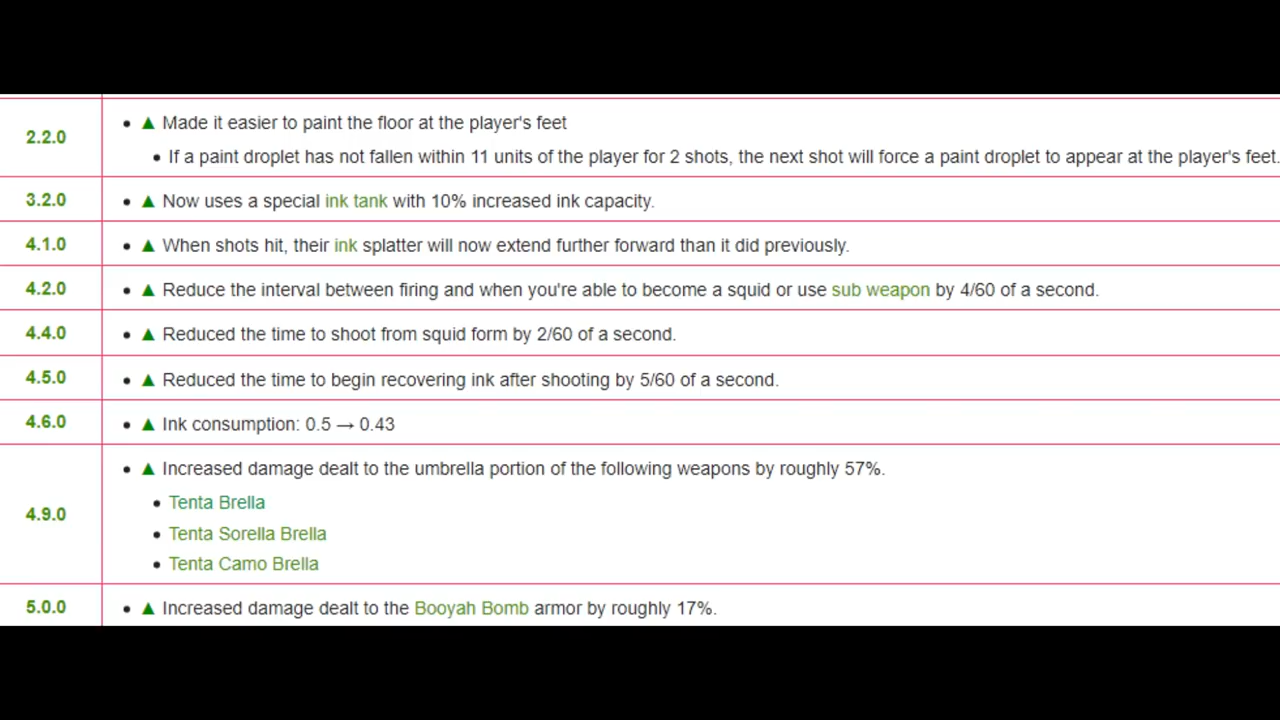 2.2.0
▲ Made it easier to paint the floor at the player's feet
If a paint droplet has not fallen within 11 units of the player for 2 shots, the next shot will force a paint droplet to appear at the player's feet.
3.2.0
▲ Now uses a special ink tank with 10% increased ink capacity.
4.1.0
▲ When shots hit, their ink splatter will now extend further forward than it did previously.
4.2.0
▲ Reduce the interval between firing and when you're able to become a squid or use sub weapon by 4/60 of a second.
4.4.0
▲ Reduced the time to shoot from squid form by 2/60 of a second.
4.5.0
▲ Reduced the time to begin recovering ink after shooting by 5/60 of a second.
4.6.0
▲ Ink consumption: 0.5 → 0.43
4.9.0
▲ Increased damage dealt to the umbrella portion of the following weapons by roughly 57%.
Tenta Brella
Tenta Sorella Brella
Tenta Camo Brella
5.0.0
▲ Increased damage dealt to the Booyah Bomb armor by roughly 17%.